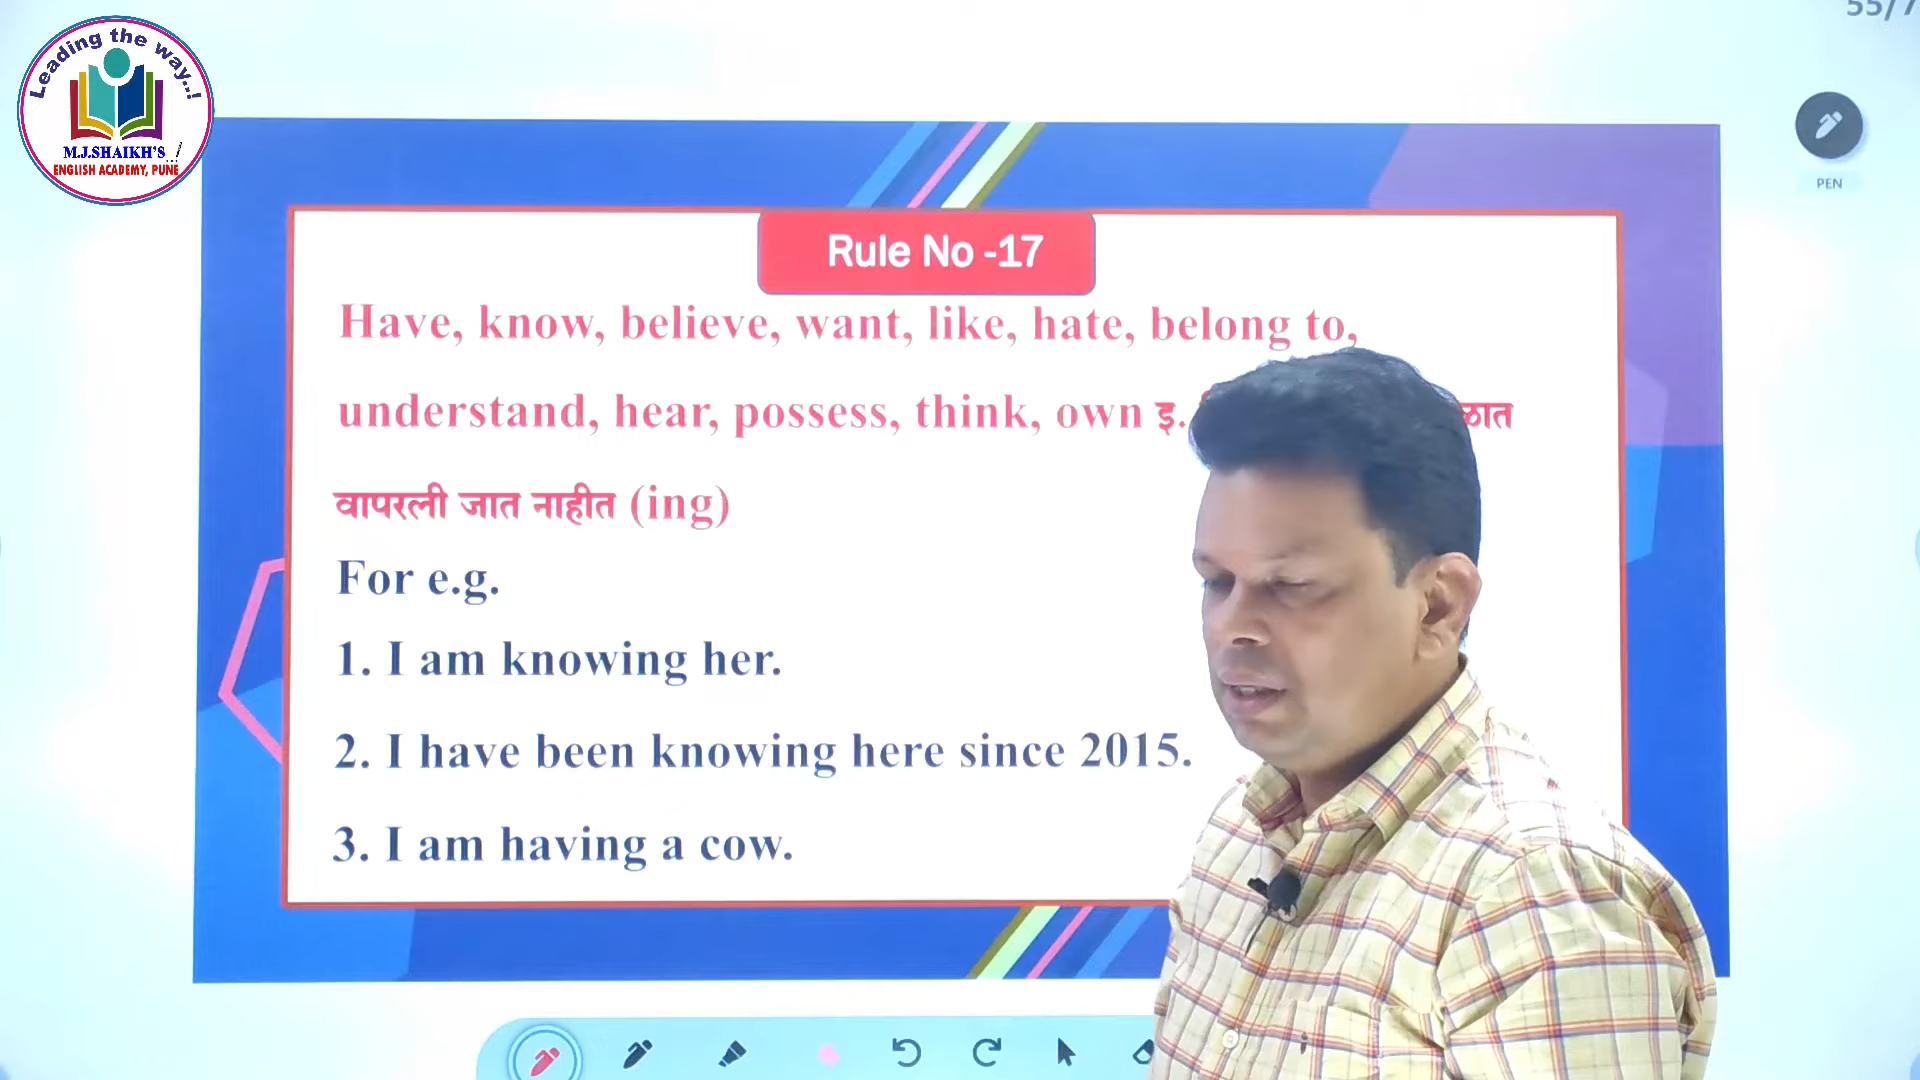 55/7
Leading the way...!
M.J.SHAIKH'S
ENGLISH ACADEMY, PUNE
PEN
Rule No -17
Have, know, believe, want, like, hate, belong to,
understand, hear, possess, think, own इ.
वापरली जात नाहीत (ing)
For e.g.
1. I am knowing her.
2. I have been knowing here since 2015.
3. I am having a cow.